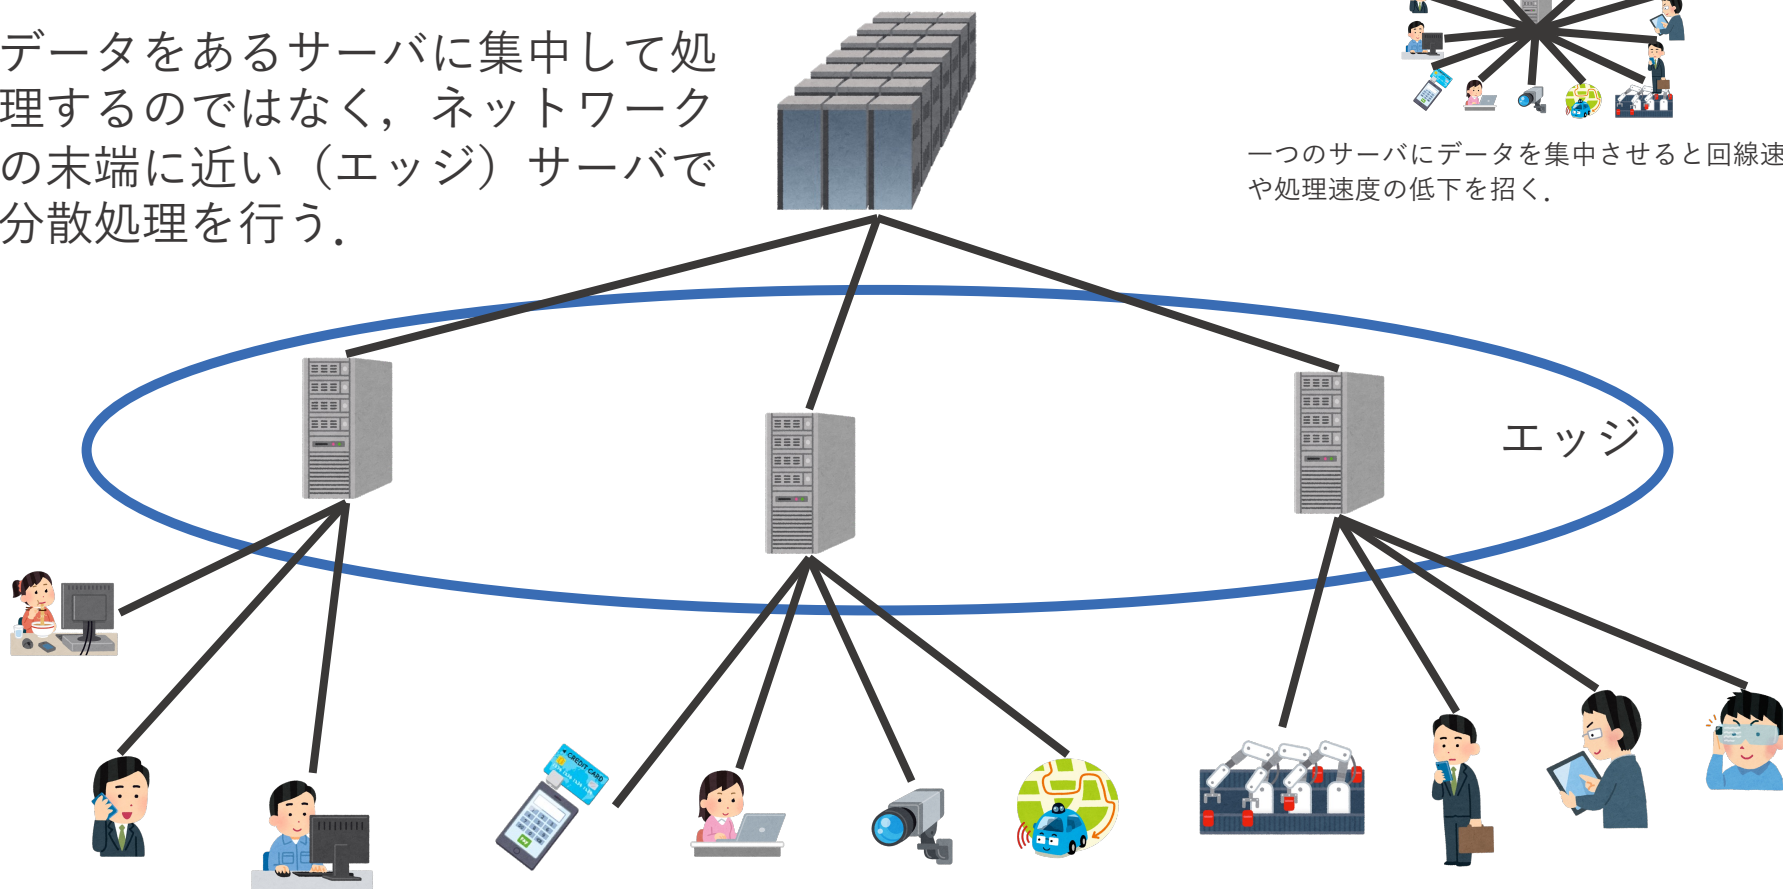 データをあるサーバに集中して処
理するのではなく，ネットワーク
の末端に近い（エッジ）サーバで
分散処理を行う．
一つのサーバにデータを集中させると回線速
や処理速度の低下を招く．
エッジ
CREDIT CARD